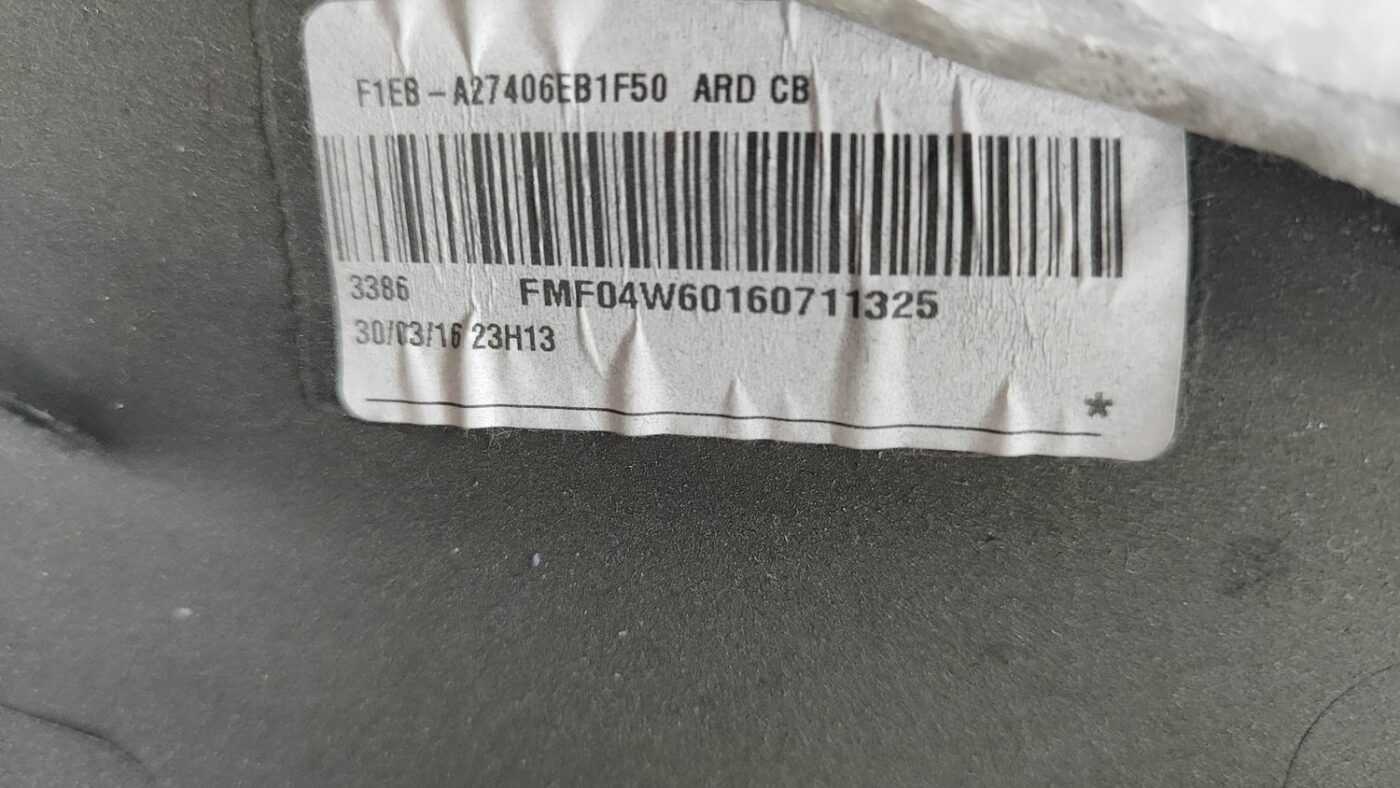 F1EB-A27406EB1F50 ARD CB
3386
FMF04W60160711325
30/03/16 23H13
*